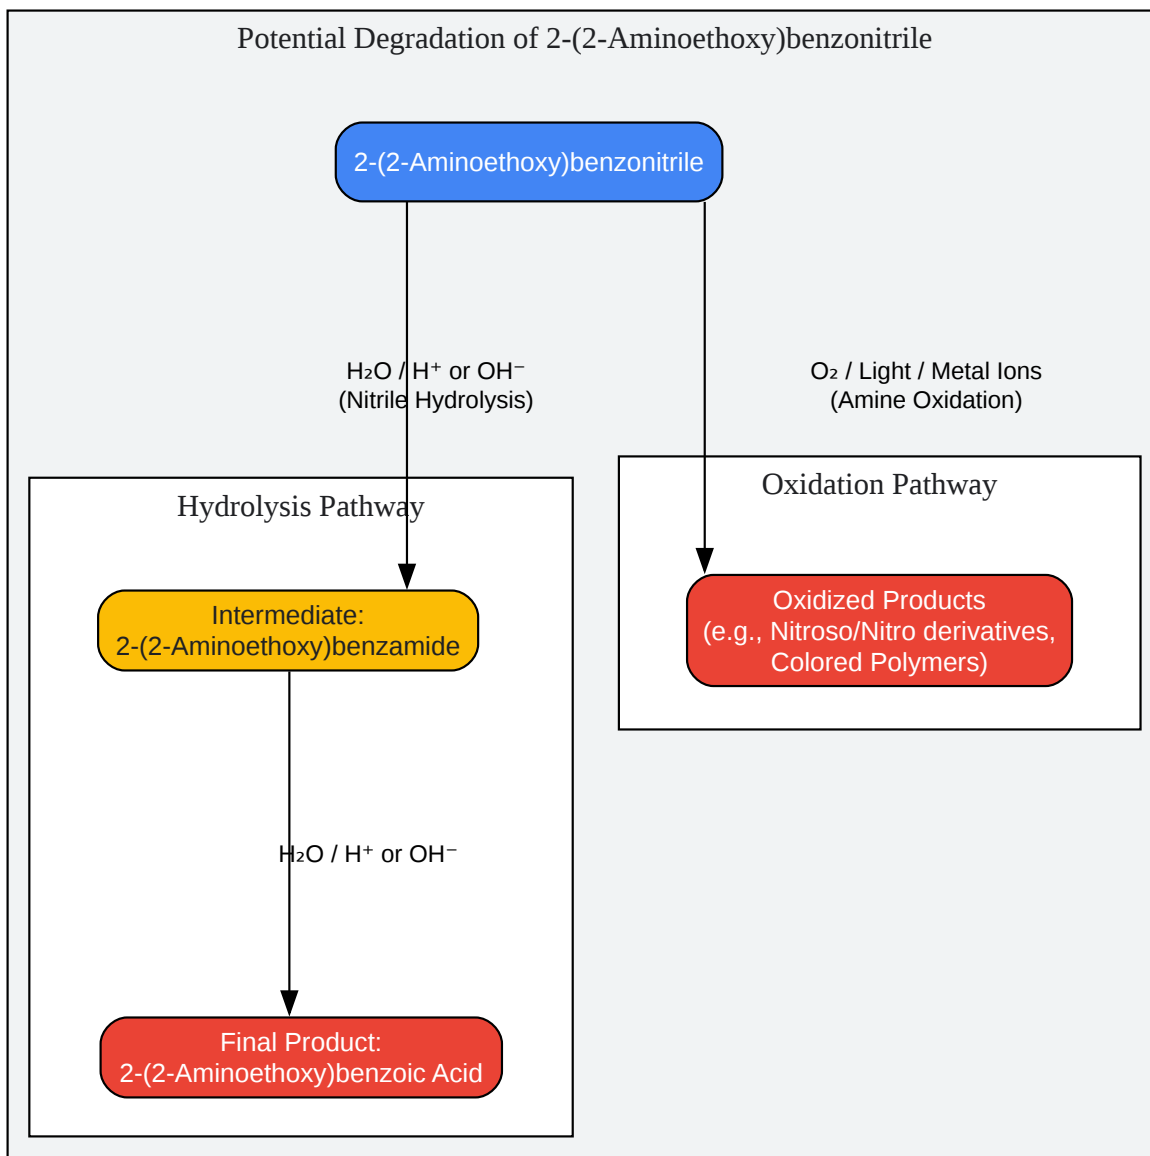 Potential Degradation of 2-(2-Aminoethoxy)benzonitrile
2-(2-Aminoethoxy)benzonitrile
H₂O / H⁺ or OH⁻
(Nitrile Hydrolysis)
O₂ / Light / Metal Ions
(Amine Oxidation)
Hydrolysis Pathway
Intermediate:
2-(2-Aminoethoxy)benzamide
H₂O / H⁺ or OH⁻
Final Product:
2-(2-Aminoethoxy)benzoic Acid
Oxidation Pathway
Oxidized Products
(e.g., Nitroso/Nitro derivatives,
Colored Polymers)